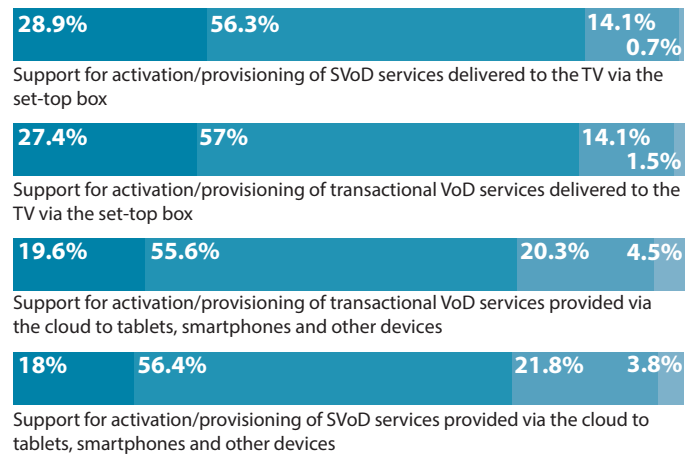 28.9% 56.3% 14.1%
0.7%
Support for activation/provisioning of SVoD services delivered to the TV via the
set-top box
27.4% 57% 14.1%
1.5%
Support for activation/provisioning of transactional VoD services delivered to the
TV via the set-top box
19.6% 55.6% 20.3% 4.5%
Support for activation/provisioning of transactional VoD services provided via
the cloud to tablets, smartphones and other devices
18% 56.4% 21.8% 3.8%
Support for activation/provisioning of SVoD services provided via the cloud to
tablets, smartphones and other devices